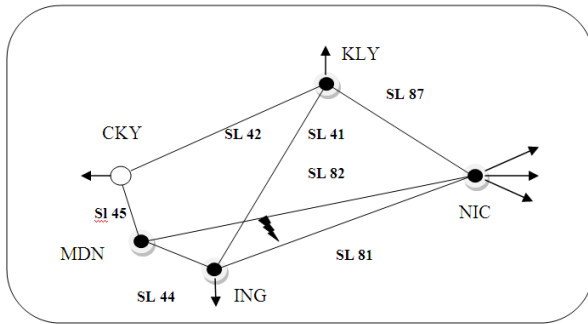 KLY
SL 87
CKY
SL 42
SL 41
SL 82
Sl 45
NIC
MDN
SL 81
SL 44
ING